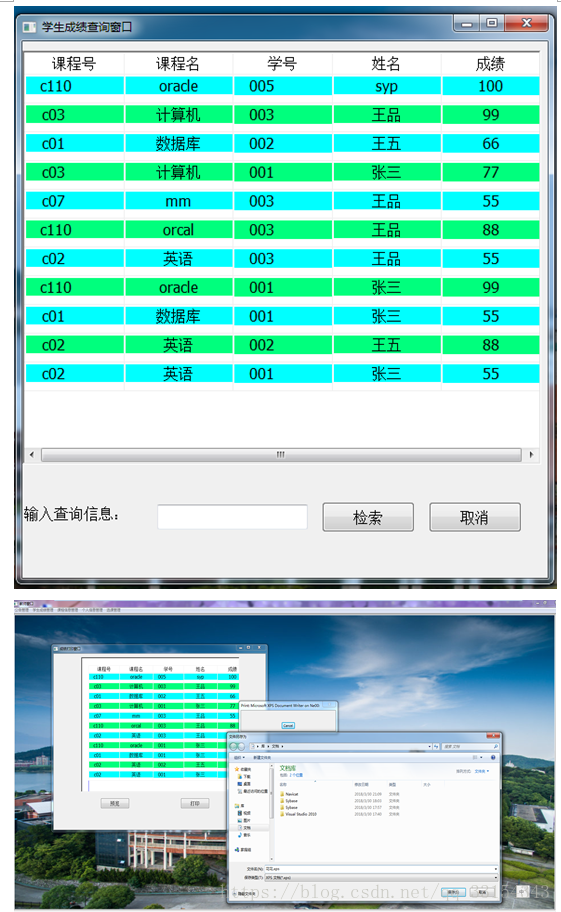 学生成绩查询窗口
课程号 课程名 学号 姓名 成绩
c110 oracle 005 syp 100
c03 计算机 003 王品 99
c01 数据库 002 王五 66
c03 计算机 001 张三 77
c07 mm 003 王品 55
c110 orcal 003 王品 88
c02 英语 003 王品 55
c110 oracle 001 张三 99
c01 数据库 001 张三 55
c02 英语 002 王五 88
c02 英语 001 张三 55
输入查询信息： 检索 取消
课程号 课程名 学号 姓名 成绩
c110 oracle 005 syp 100
c03 计算机 003 王品 99
c01 数据库 002 王五 66
c03 计算机 001 张三 77
c07 mm 003 王品 55
c110 orcal 003 王品 88
c02 英语 003 王品 55
c110 oracle 001 张三 99
c01 数据库 001 张三 55
c02 英语 002 王五 88
c02 英语 001 张三 55
预览 打印
Cancel
文档库
Navicat
Sybase
Sybase
Visual Studio 2010
https://blog.csdn.net/